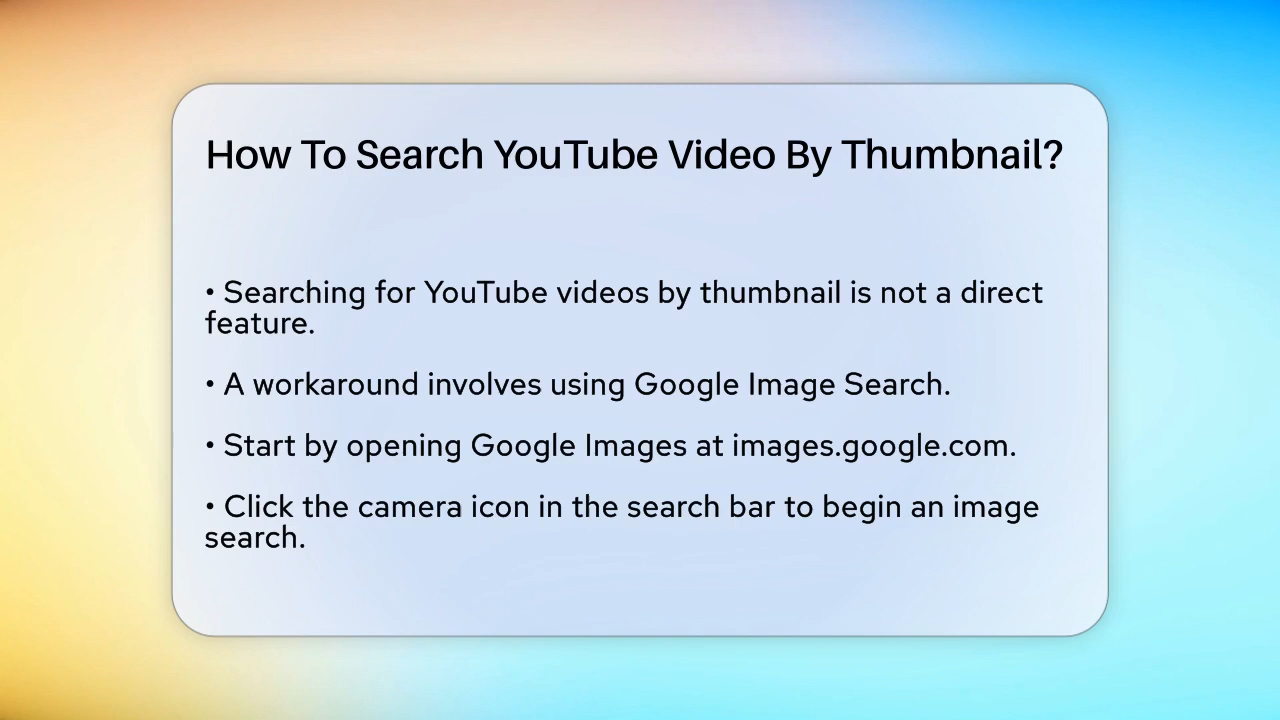 How To Search YouTube Video By Thumbnail?
• Searching for YouTube videos by thumbnail is not a direct
feature.
• A workaround involves using Google Image Search.
• Start by opening Google Images at images.google.com.
• Click the camera icon in the search bar to begin an image
search.